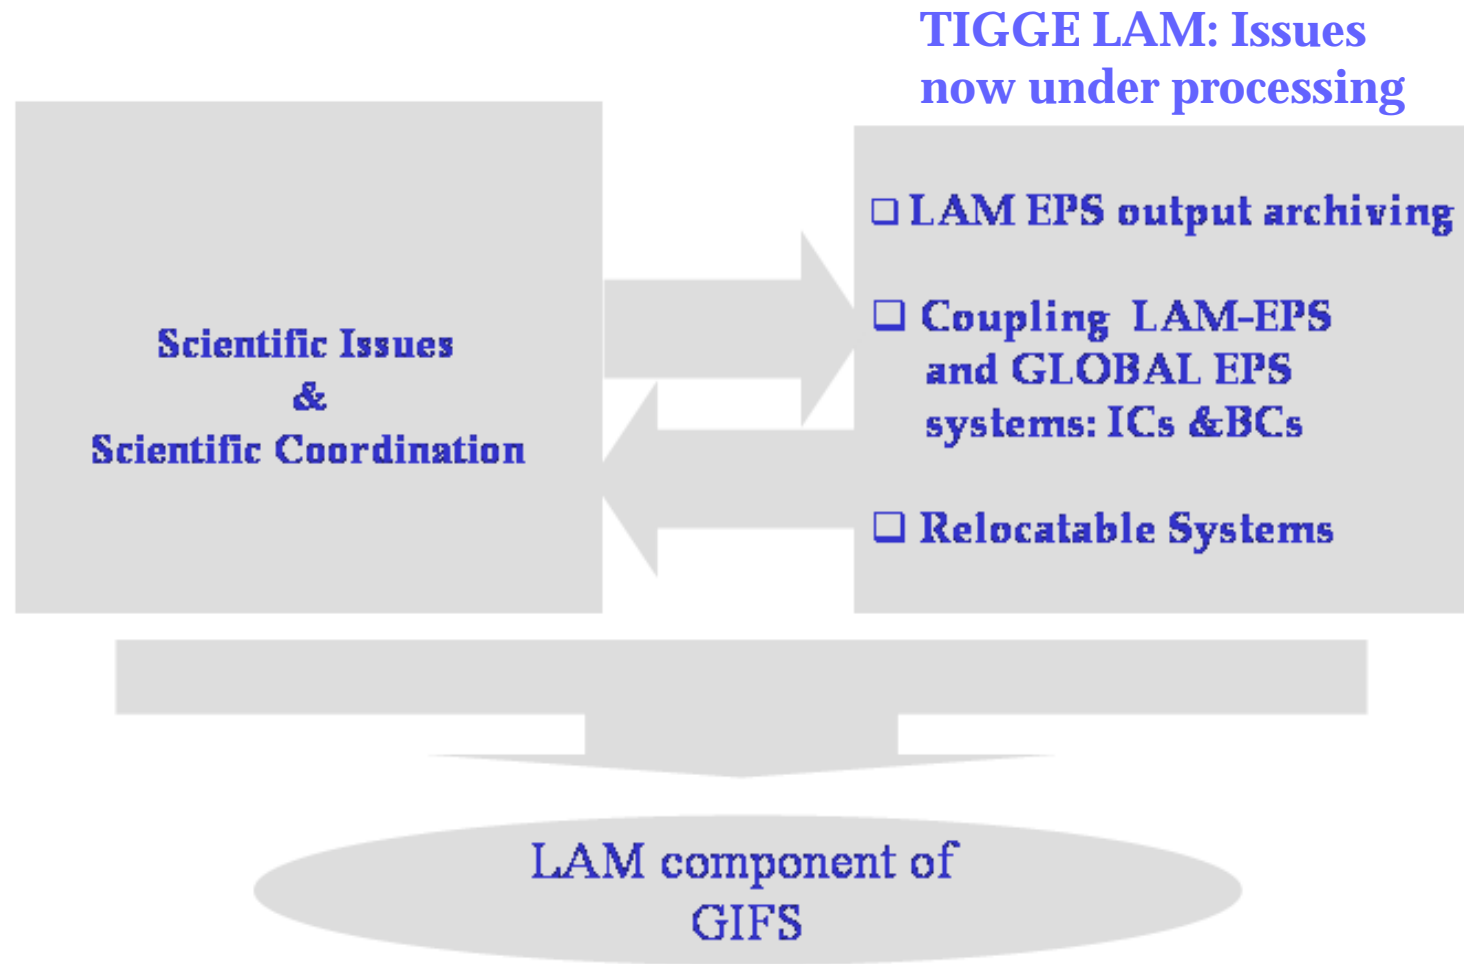 TIGGE LAM: Issues
now under processing
Scientific Issues
&
Scientific Coordination
❑ LAM EPS output archiving
❑ Coupling LAM-EPS
and GLOBAL EPS
systems: ICs &BCs
❑ Relocatable Systems
LAM component of
GIFS